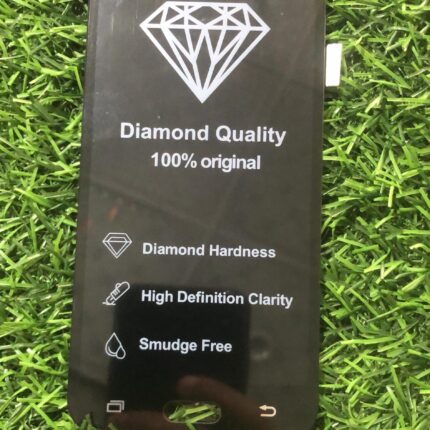 Diamond Quality
100% original
Diamond Hardness
High Definition Clarity
Smudge Free